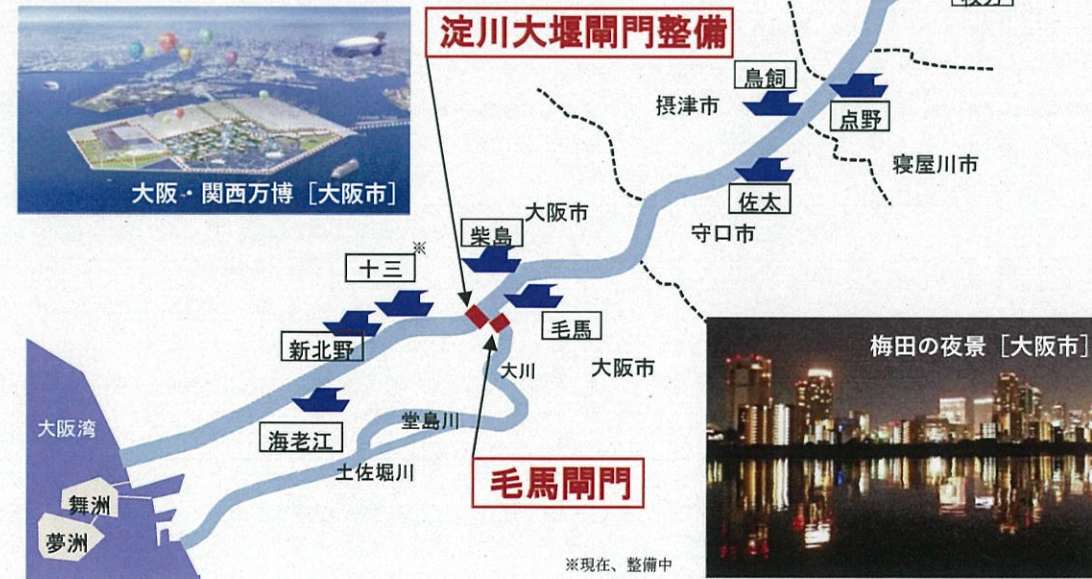 枚方
淀川大堰閘門整備
鳥飼
摂津市
点野
寝屋川市
大阪・関西万博［大阪市］
佐太
大阪市
守口市
柴島
※
十三
毛馬
新北野
梅田の夜景［大阪市］
大川
大阪市
大阪湾
堂島川
海老江
土佐堀川
毛馬閘門
舞洲
夢洲
※現在、整備中